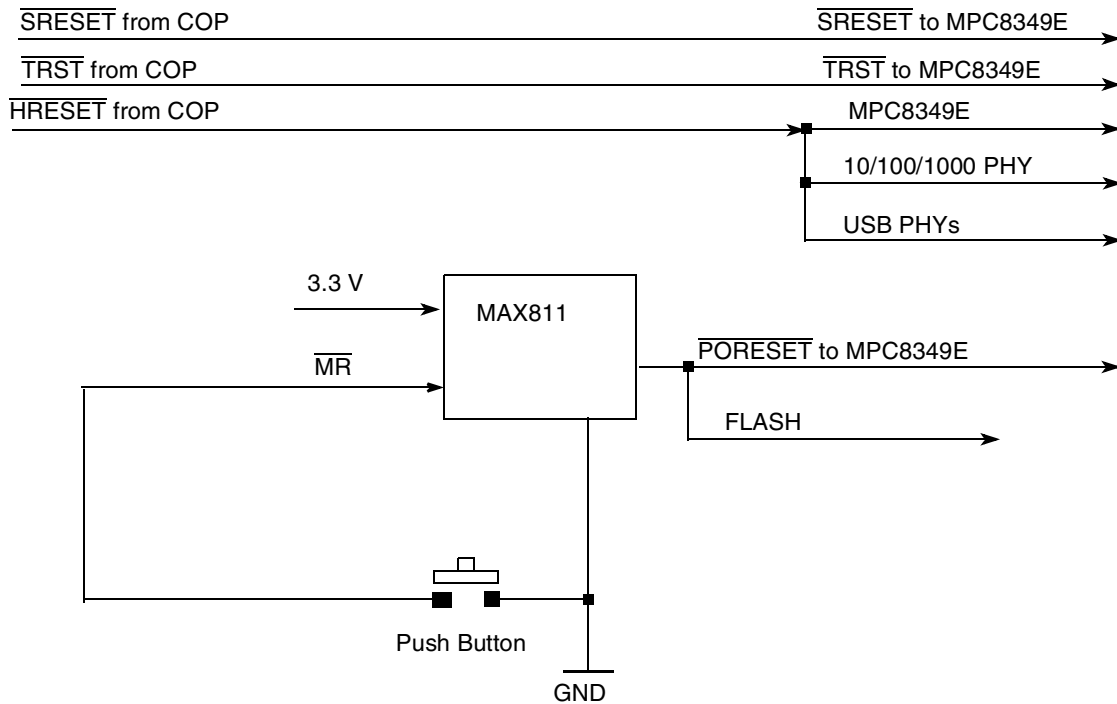 SRESET from COP
SRESET to MPC8349E
TRST from COP
TRST to MPC8349E
HRESET from COP
MPC8349E
10/100/1000 PHY
USB PHYs
3.3 V
MAX811
MR
PORESET to MPC8349E
FLASH
Push Button
GND